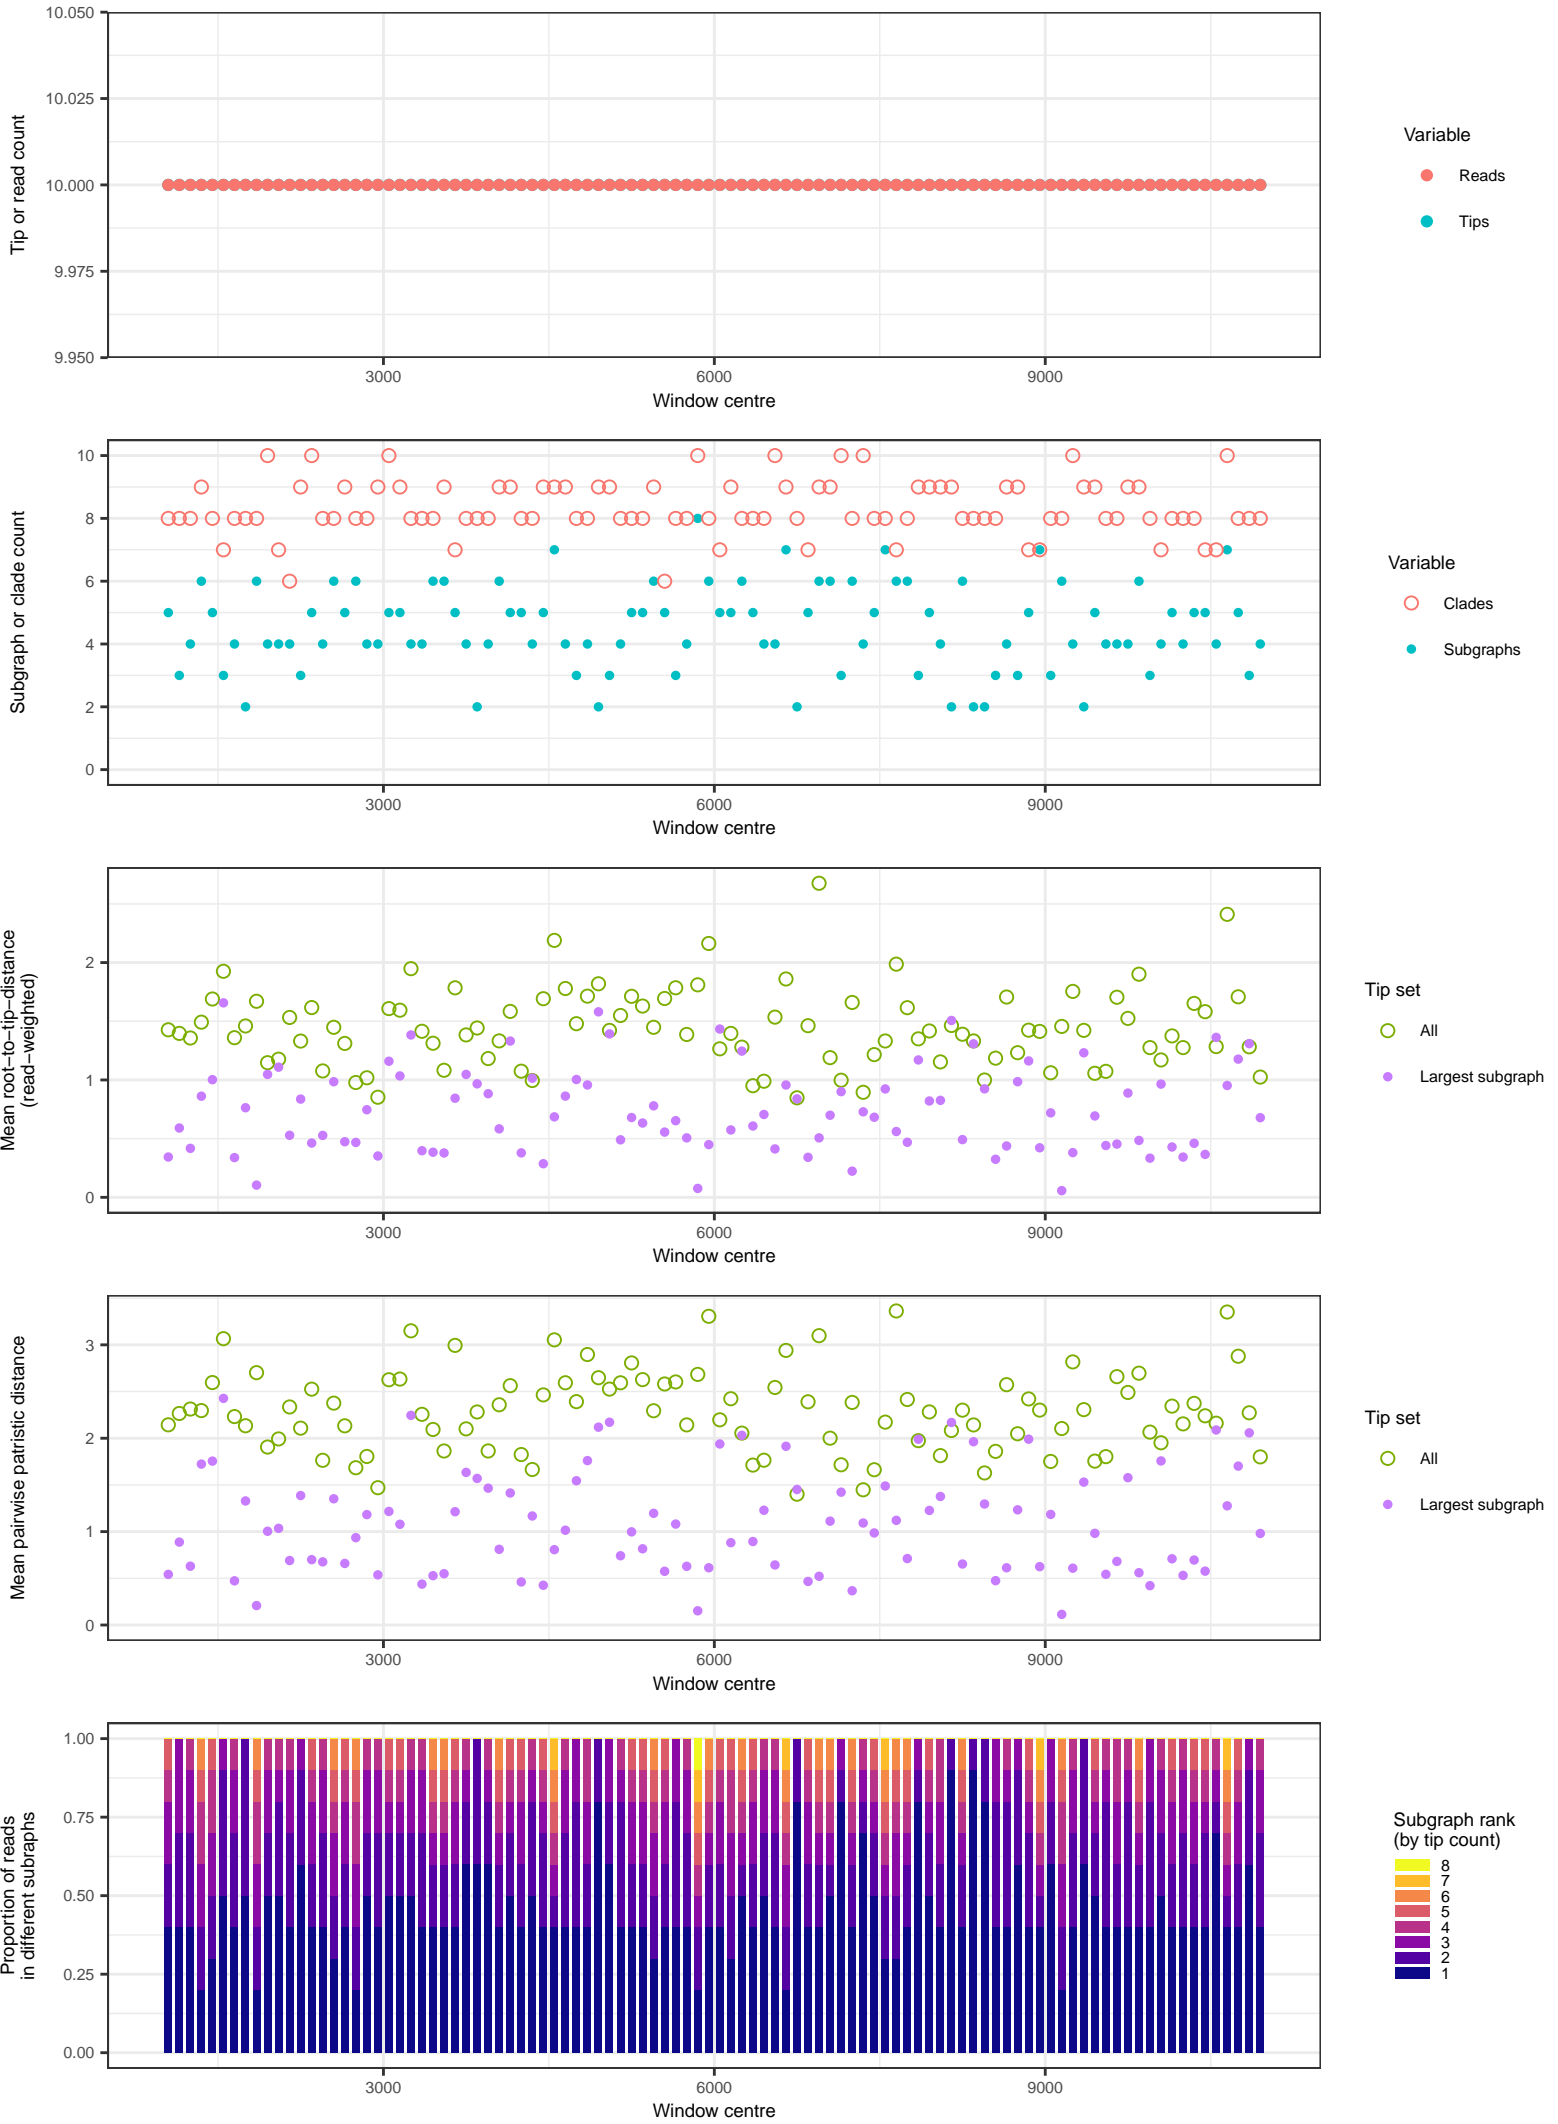 10.050
10.025
10.000
9.975
9.950
Tip or read count
3000 6000 9000
Window centre
Variable
Reads
Tips
10
8
6
4
2
0
Subgraph or clade count
3000 6000 9000
Window centre
Variable
Clades
Subgraphs
2
1
0
Mean root−to−tip−distance
(read−weighted)
3000 6000 9000
Window centre
Tip set
All
Largest subgraph
3
2
1
0
Mean pairwise patristic distance
3000 6000 9000
Window centre
Tip set
All
Largest subgraph
1.00
0.75
0.50
0.25
0.00
Proportion of reads
in different subraphs
3000 6000 9000
Window centre
Subgraph rank
(by tip count)
8
7
6
5
4
3
2
1